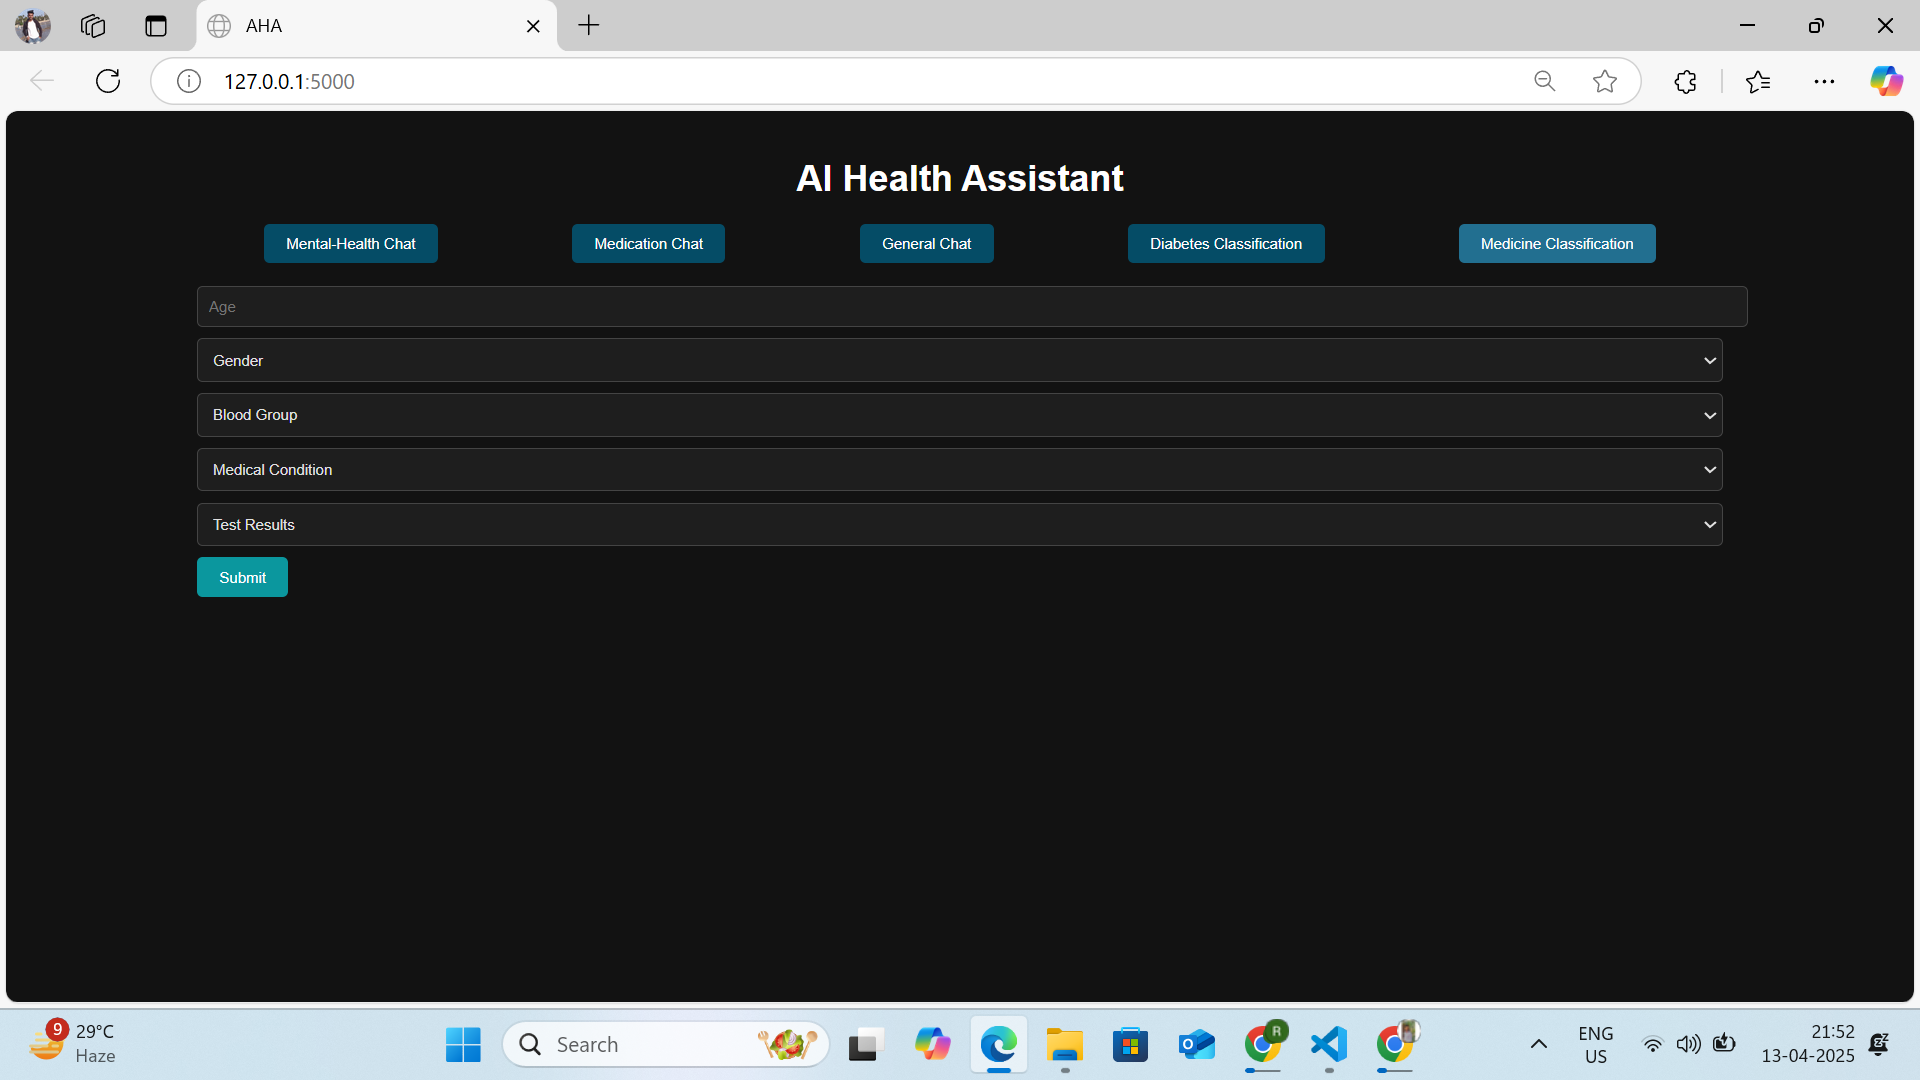 AHA
127.0.0.1:5000
AI Health Assistant
Mental-Health Chat Medication Chat General Chat Diabetes Classification Medicine Classification
Age
Gender
Blood Group
Medical Condition
Test Results
Submit
9 29°C
Haze
Search
R
ENG
US
21:52
13-04-2025